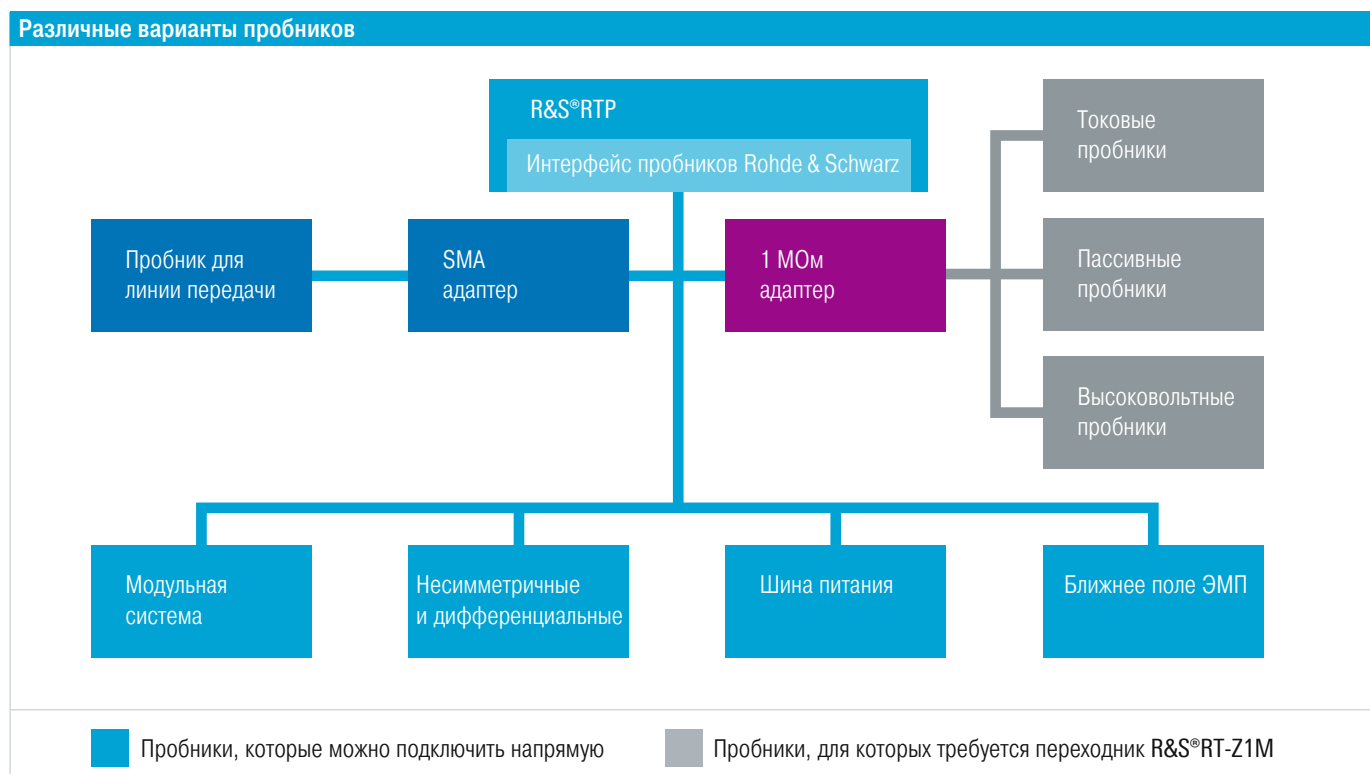 Различные варианты пробников
R&S®RTP
Интерфейс пробников Rohde & Schwarz
Токовые
пробники
Пробник для
линии передачи
SMA
адаптер
1 МОм
адаптер
Пассивные
пробники
Высоковольтные
пробники
Модульная
система
Несимметричные
и дифференциальные
Шина питания
Ближнее поле ЭМП
Пробники, которые можно подключить напрямую
Пробники, для которых требуется переходник R&S®RT-Z1M